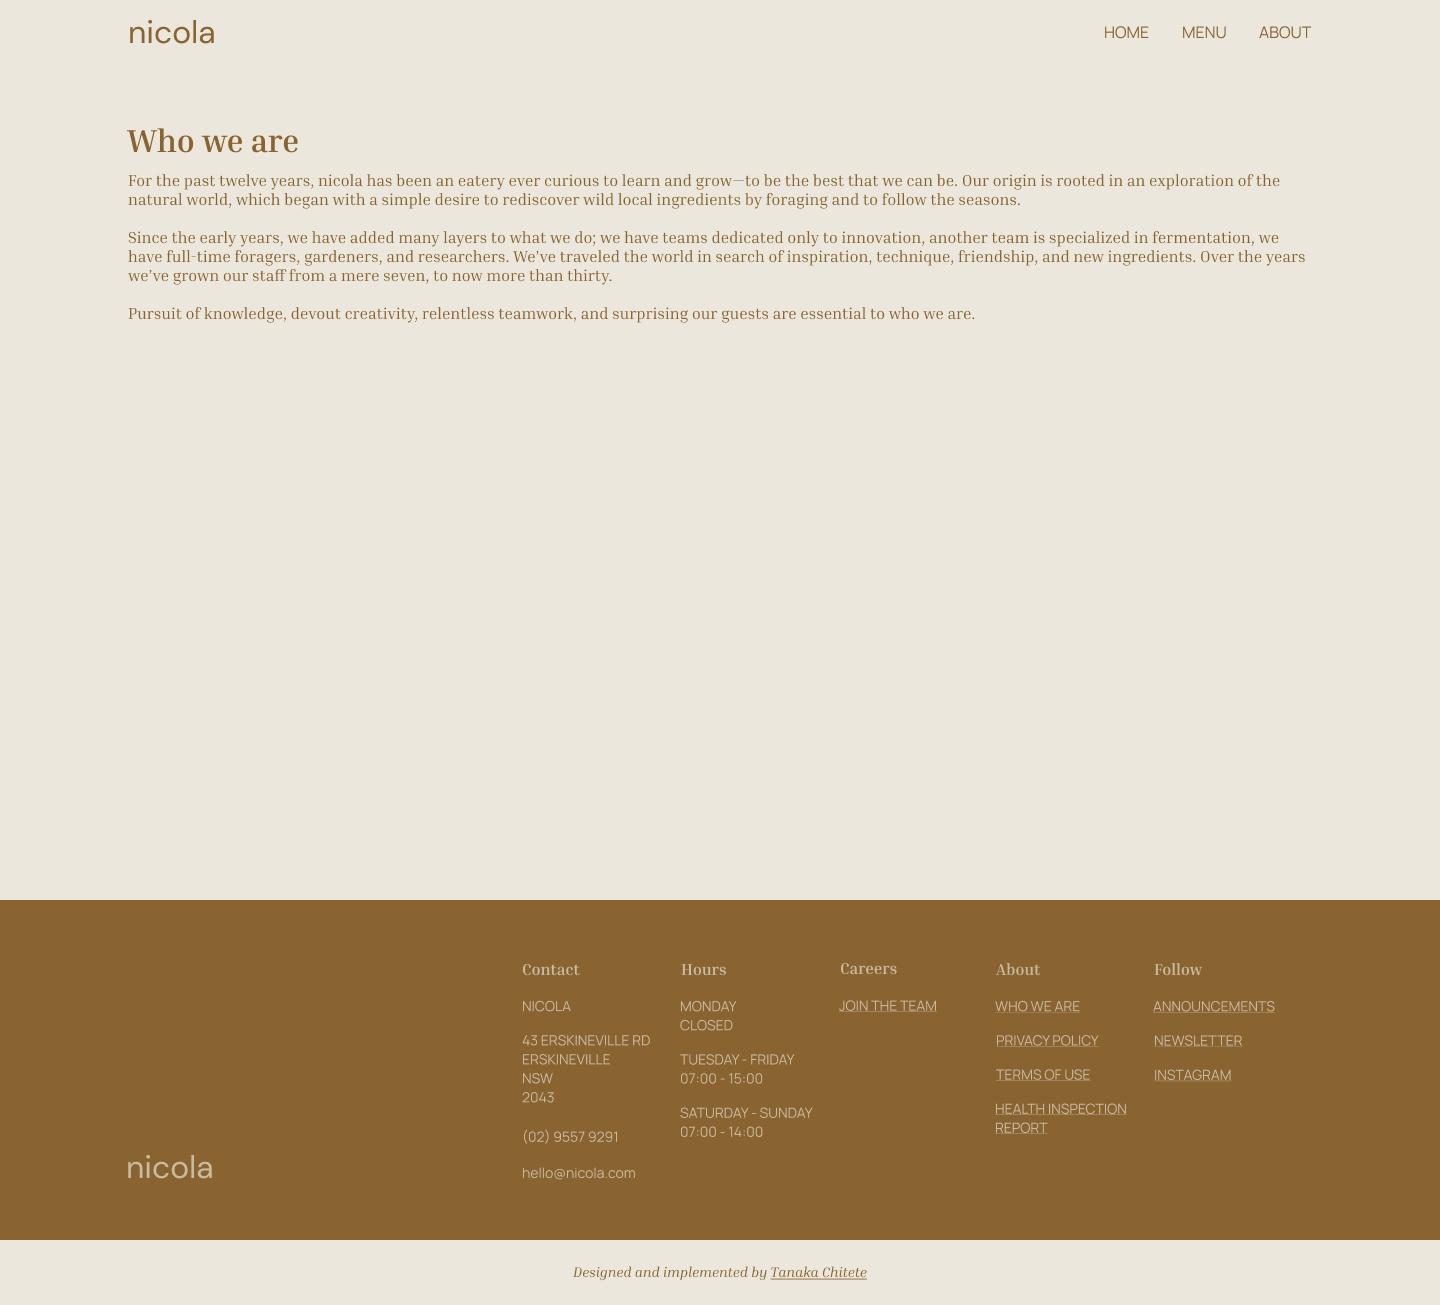 nicola
HOME MENU ABOUT
Who we are
For the past twelve years, nicola has been an eatery ever curious to learn and grow—to be the best that we can be. Our origin is rooted in an exploration of the
natural world, which began with a simple desire to rediscover wild local ingredients by foraging and to follow the seasons.
Since the early years, we have added many layers to what we do; we have teams dedicated only to innovation, another team is specialized in fermentation, we
have full-time foragers, gardeners, and researchers. We’ve traveled the world in search of inspiration, technique, friendship, and new ingredients. Over the years
we’ve grown our staff from a mere seven, to now more than thirty.
Pursuit of knowledge, devout creativity, relentless teamwork, and surprising our guests are essential to who we are.
Contact
NICOLA
43 ERSKINEVILLE RD
ERSKINEVILLE
NSW
2043
(02) 9557 9291
hello@nicola.com
Hours
MONDAY
CLOSED
TUESDAY - FRIDAY
07:00 - 15:00
SATURDAY - SUNDAY
07:00 - 14:00
Careers
JOIN THE TEAM
About
WHO WE ARE
PRIVACY POLICY
TERMS OF USE
HEALTH INSPECTION
REPORT
Follow
ANNOUNCEMENTS
NEWSLETTER
INSTAGRAM
nicola
Designed and implemented by Tanaka Chitete